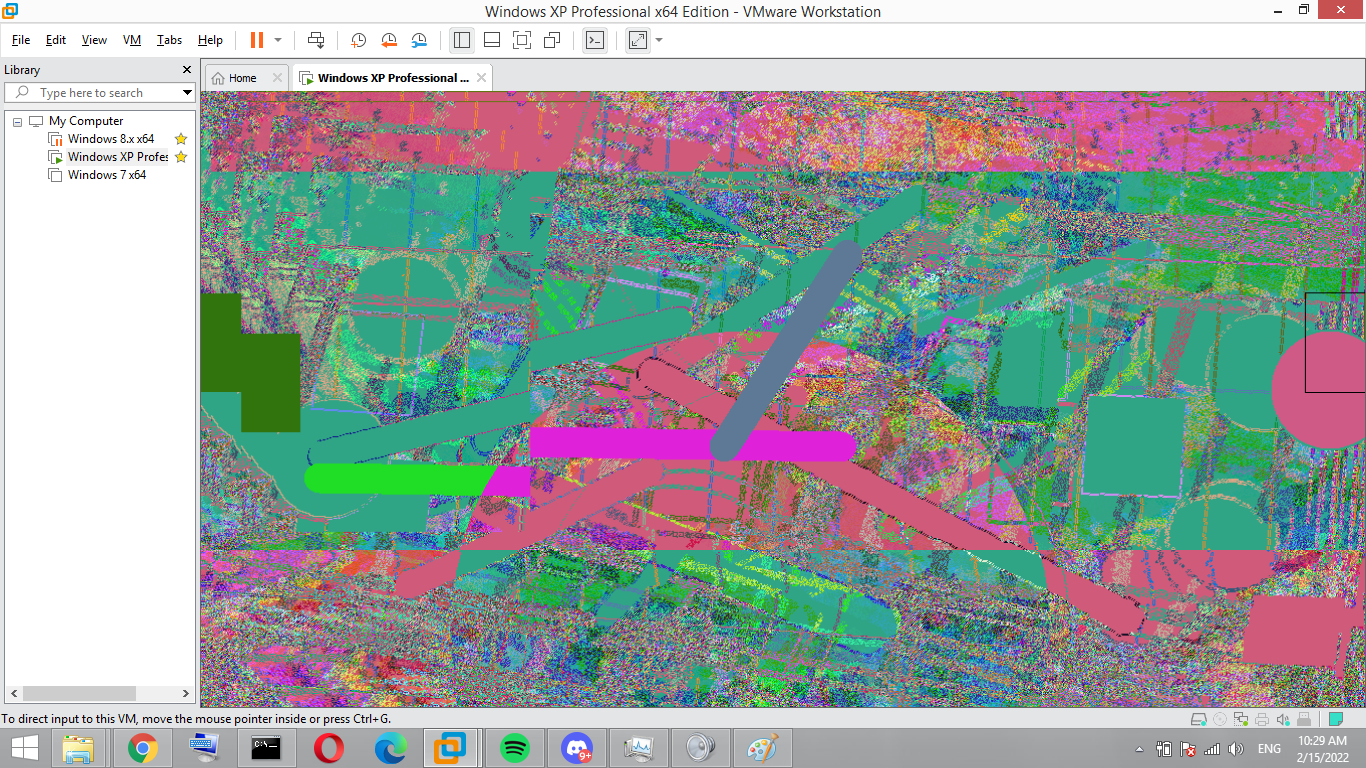 Windows XP Professional x64 Edition - VMware Workstation
File Edit View VM Tabs Help
Library
Type here to search
Home
Windows XP Professional ...
My Computer
Windows 8.x x64
Windows XP Profes
Windows 7 x64
To direct input to this VM, move the mouse pointer inside or press Ctrl+G.
C:\
9+
ENG
10:29 AM
2/15/2022